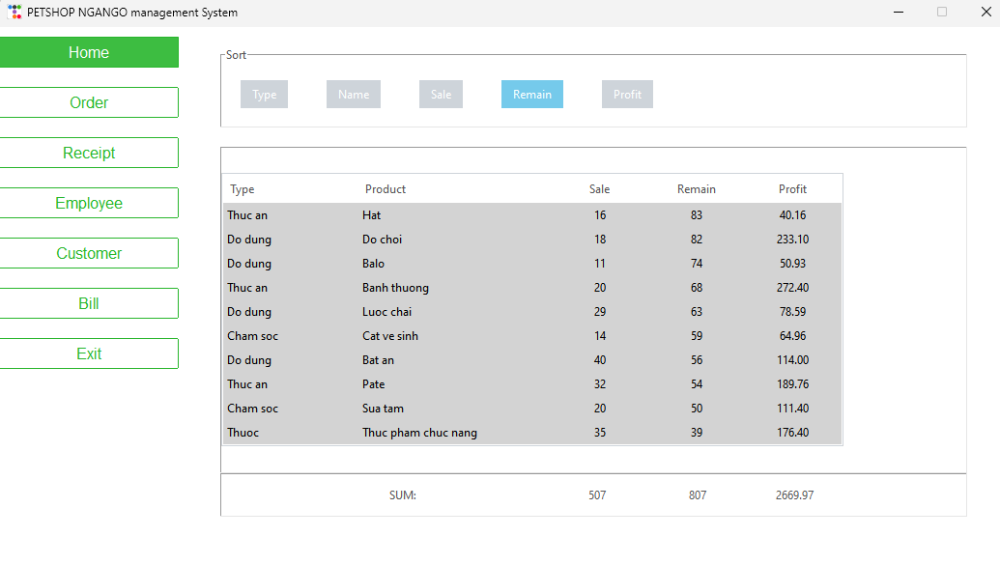 PETSHOP NGANGO management System
Home
Order
Receipt
Employee
Customer
Bill
Exit
Sort
Type Name Sale Remain Profit
Type Product Sale Remain Profit
Thuc an Hat 16 83 40.16
Do dung Do choi 18 82 233.10
Do dung Balo 11 74 50.93
Thuc an Banh thuong 20 68 272.40
Do dung Luoc chai 29 63 78.59
Cham soc Cat ve sinh 14 59 64.96
Do dung Bat an 40 56 114.00
Thuc an Pate 32 54 189.76
Cham soc Sua tam 20 50 111.40
Thuoc Thuc pham chuc nang 35 39 176.40
SUM: 507 807 2669.97